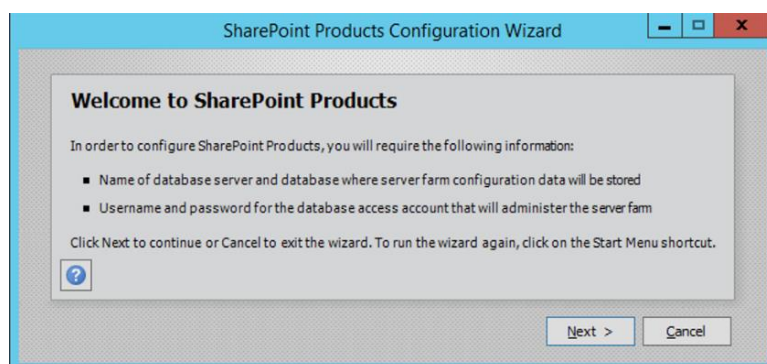 SharePoint Products Configuration Wizard
Welcome to SharePoint Products
In order to configure SharePoint Products, you will require the following information:
▪ Name of database server and database where server farm configuration data will be stored
▪ Username and password for the database access account that will administer the server farm
Click Next to continue or Cancel to exit the wizard. To run the wizard again, click on the Start Menu shortcut.
?
Next >
Cancel